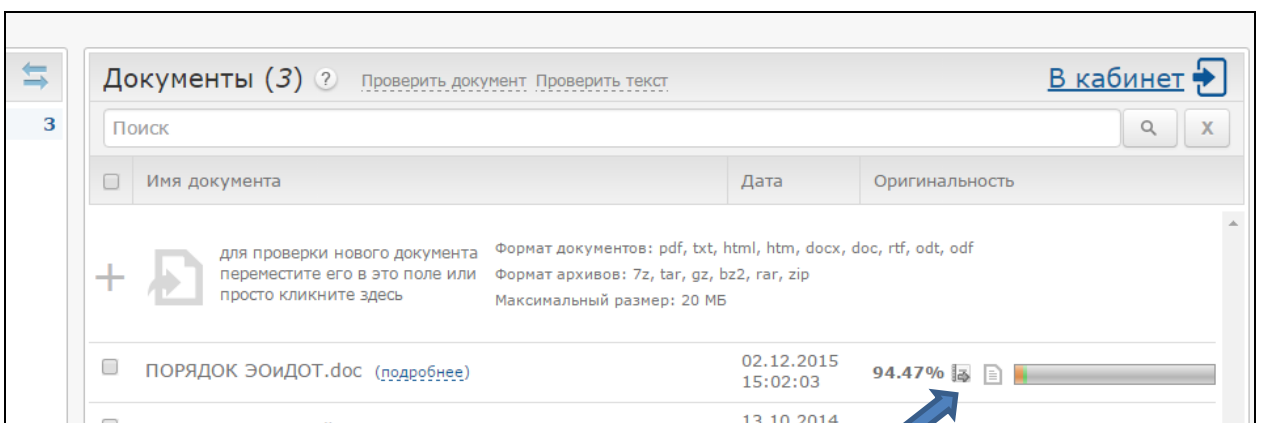 Документы (3) ? Проверить документ Проверить текст В кабинет
3
Поиск X
Имя документа Дата Оригинальность
для проверки нового документа
переместите его в это поле или
просто кликните здесь
Формат документов: pdf, txt, html, htm, docx, doc, rtf, odt, odf
Формат архивов: 7z, tar, gz, bz2, rar, zip
Максимальный размер: 20 МБ
ПОРЯДОК ЭОиДОТ.doc (подробнее) 02.12.2015
15:02:03 94.47%
13.10.2014